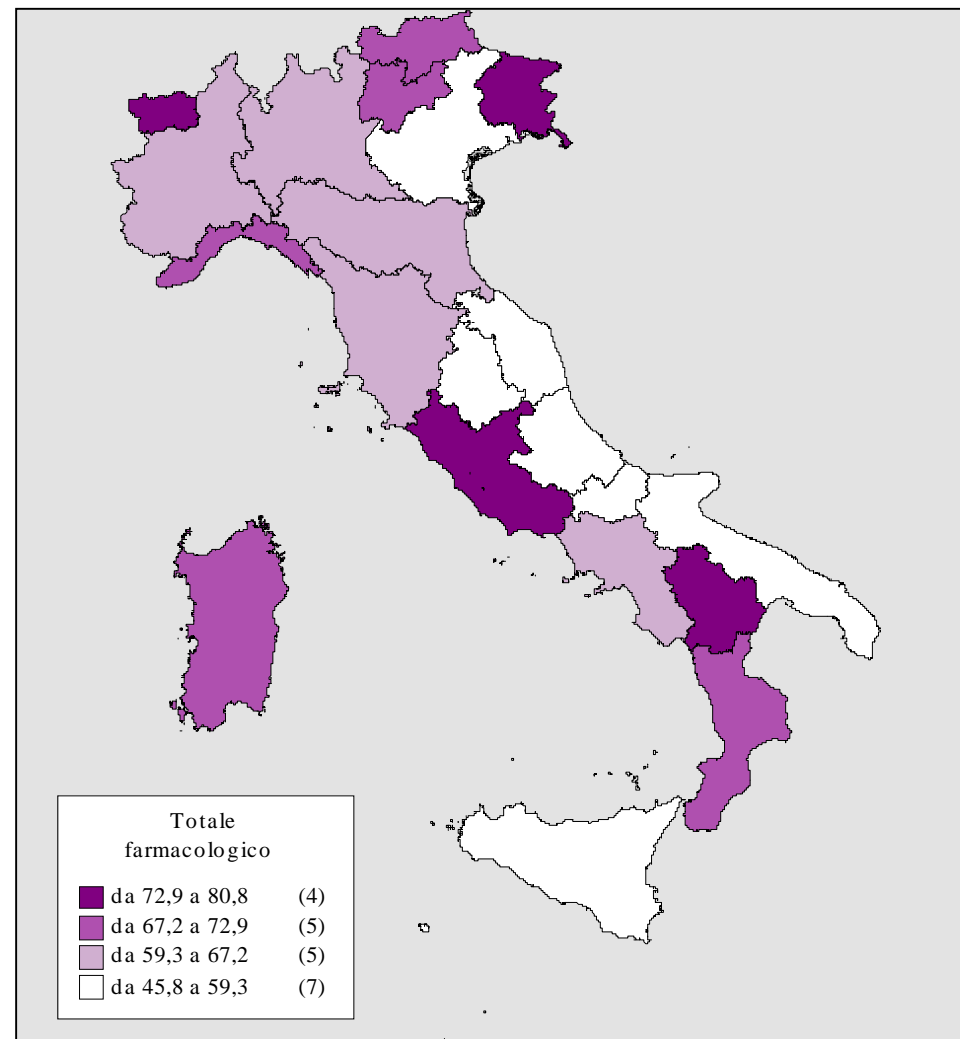 Totale
farmacologico
da 72,9 a 80,8 (4)
da 67,2 a 72,9 (5)
da 59,3 a 67,2 (5)
da 45,8 a 59,3 (7)